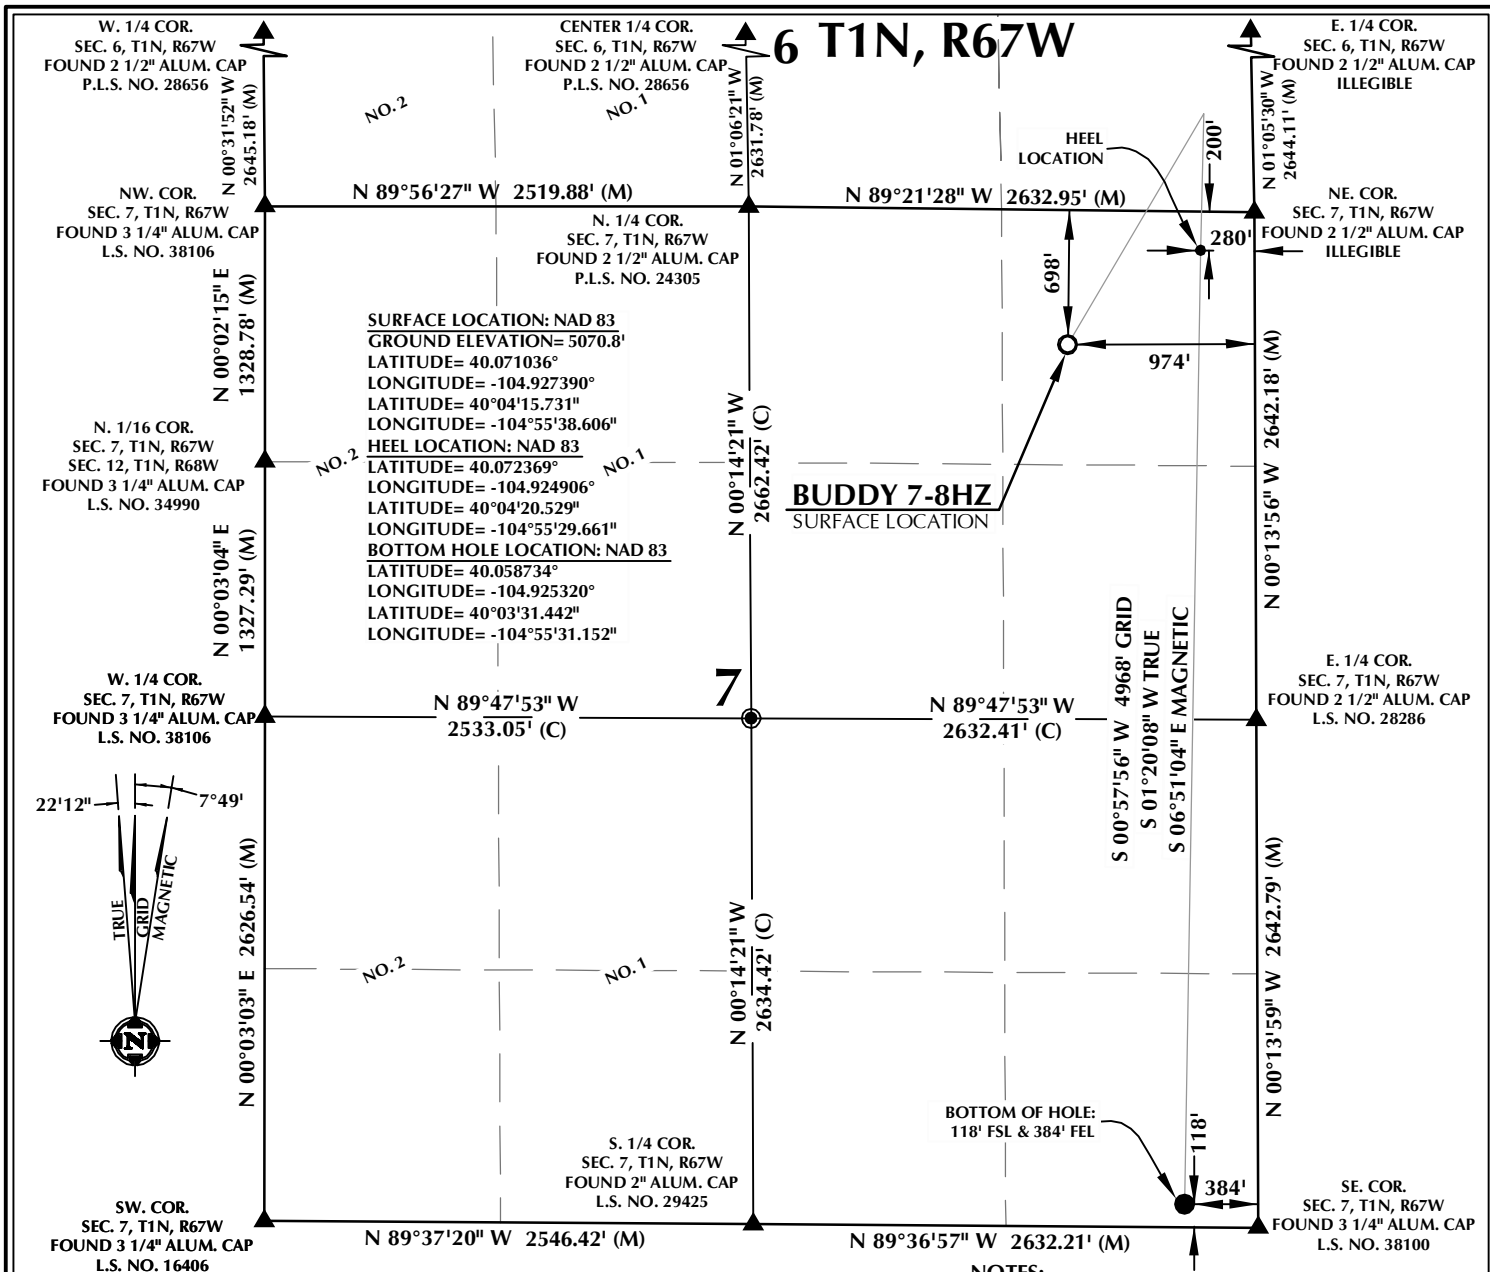 W. 1/4 COR.
SEC. 6, T1N, R67W
FOUND 2 1/2" ALUM. CAP
P.L.S. NO. 28656
CENTER 1/4 COR.
SEC. 6, T1N, R67W
FOUND 2 1/2" ALUM. CAP
P.L.S. NO. 28656
6 T1N, R67W
E. 1/4 COR.
SEC. 6, T1N, R67W
FOUND 2 1/2" ALUM. CAP
ILLEGIBLE
N 00°31'52" W
2645.18' (M)
NO. 2
NO. 1
N 01°06'21" W
2631.78' (M)
HEEL
LOCATION
200'
N 01°05'30" W
2644.11' (M)
NW. COR.
SEC. 7, T1N, R67W
FOUND 3 1/4" ALUM. CAP
L.S. NO. 38106
N 89°56'27" W 2519.88' (M)
N. 1/4 COR.
SEC. 7, T1N, R67W
FOUND 2 1/2" ALUM. CAP
P.L.S. NO. 24305
N 89°21'28" W 2632.95' (M)
NE. COR.
SEC. 7, T1N, R67W
FOUND 2 1/2" ALUM. CAP
ILLEGIBLE
280'
698'
974'
N 00°02'15" E
1328.78' (M)
SURFACE LOCATION: NAD 83
GROUND ELEVATION= 5070.8'
LATITUDE= 40.071036°
LONGITUDE= -104.927390°
LATITUDE= 40°04'15.731"
LONGITUDE= -104°55'38.606"
HEEL LOCATION: NAD 83
LATITUDE= 40.072369°
LONGITUDE= -104.924906°
LATITUDE= 40°04'20.529"
LONGITUDE= -104°55'29.661"
BOTTOM HOLE LOCATION: NAD 83
LATITUDE= 40.058734°
LONGITUDE= -104.925320°
LATITUDE= 40°03'31.442"
LONGITUDE= -104°55'31.152"
N. 1/16 COR.
SEC. 7, T1N, R67W
SEC. 12, T1N, R68W
FOUND 3 1/4" ALUM. CAP
L.S. NO. 34990
NO. 2
NO. 1
N 00°14'21" W
2662.42' (C)
BUDDY 7-8HZ
SURFACE LOCATION
N 00°13'56" W 2642.18' (M)
N 00°03'04" E
1327.29' (M)
S 00°57'56" W 4968' GRID
S 01°20'08" W TRUE
S 06°51'04" E MAGNETIC
W. 1/4 COR.
SEC. 7, T1N, R67W
FOUND 3 1/4" ALUM. CAP
L.S. NO. 38106
N 89°47'53" W
2533.05' (C)
7
N 89°47'53" W
2632.41' (C)
E. 1/4 COR.
SEC. 7, T1N, R67W
FOUND 2 1/2" ALUM. CAP
L.S. NO. 28286
22'12"
7°49'
TRUE
GRID
MAGNETIC
N
N 00°03'03" E 2626.54' (M)
NO. 2
NO. 1
N 00°14'21" W
2634.42' (C)
N 00°13'59" W 2642.79' (M)
BOTTOM OF HOLE:
118' FSL & 384' FEL
118'
384'
S. 1/4 COR.
SEC. 7, T1N, R67W
FOUND 2" ALUM. CAP
L.S. NO. 29425
SW. COR.
SEC. 7, T1N, R67W
FOUND 3 1/4" ALUM. CAP
L.S. NO. 16406
N 89°37'20" W 2546.42' (M)
N 89°36'57" W 2632.21' (M)
SE. COR.
SEC. 7, T1N, R67W
FOUND 3 1/4" ALUM. CAP
L.S. NO. 38100
NOTES: